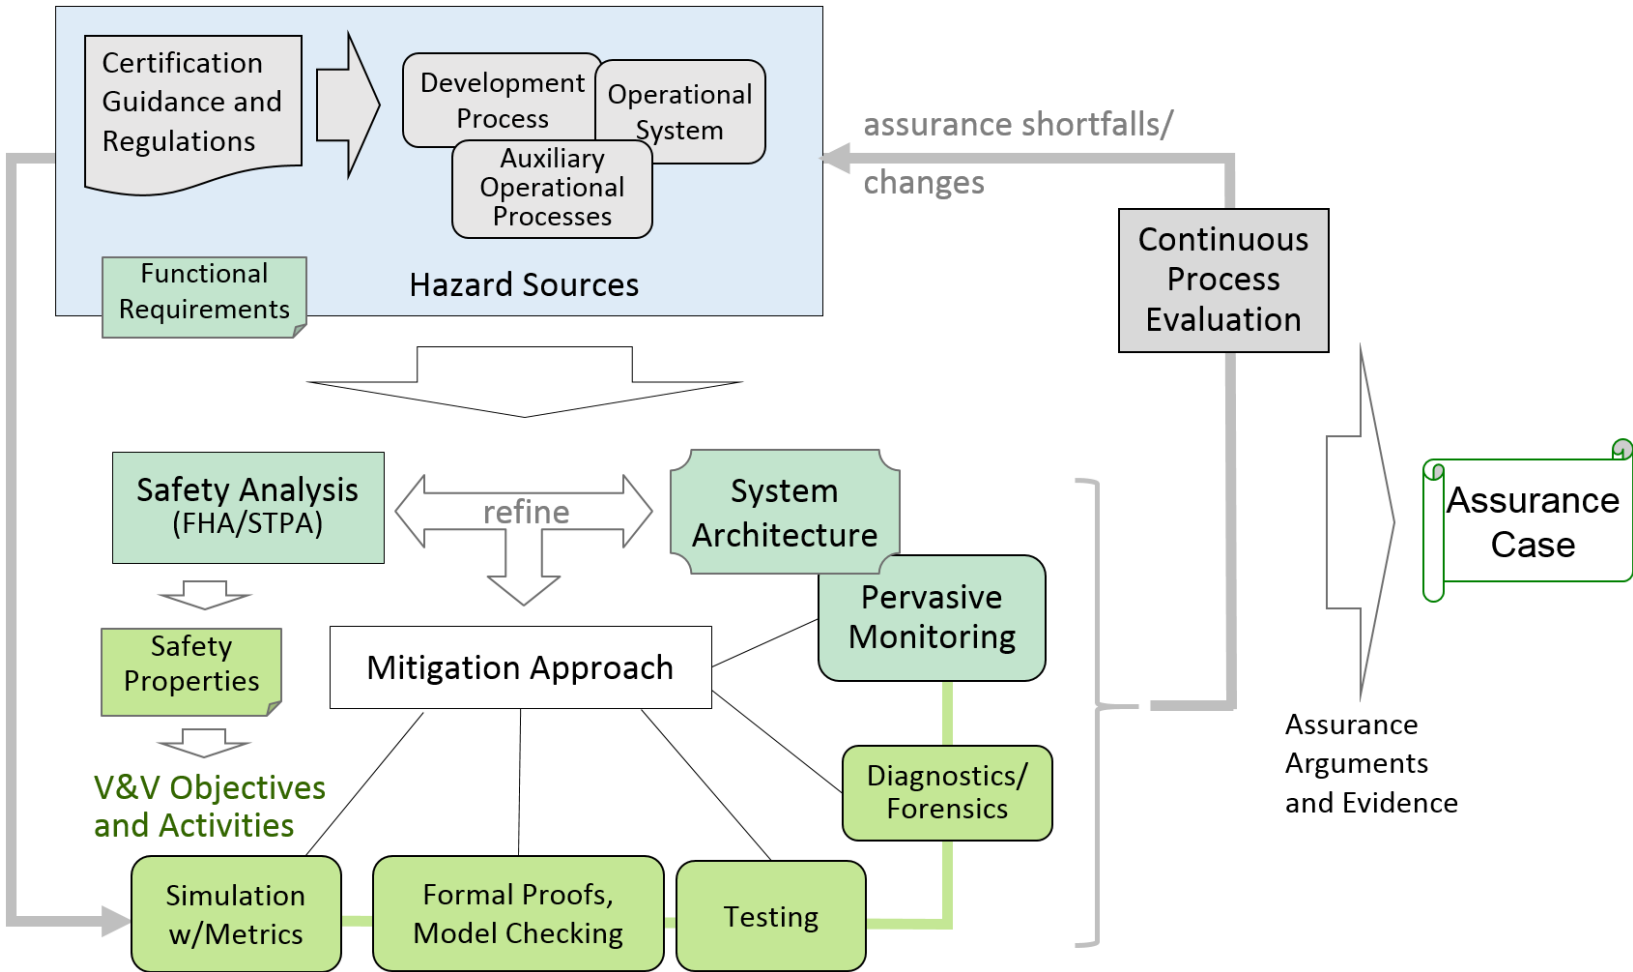 Certification
Guidance and
Regulations
Development
Process
Operational
System
Auxiliary
Operational
Processes
Functional
Requirements
Hazard Sources
assurance shortfalls/
changes
Continuous
Process
Evaluation
Safety Analysis
(FHA/STPA)
refine
System
Architecture
Pervasive
Monitoring
Safety
Properties
Mitigation Approach
V&V Objectives
and Activities
Diagnostics/
Forensics
Simulation
w/Metrics
Formal Proofs,
Model Checking
Testing
Assurance
Arguments
and Evidence
Assurance
Case